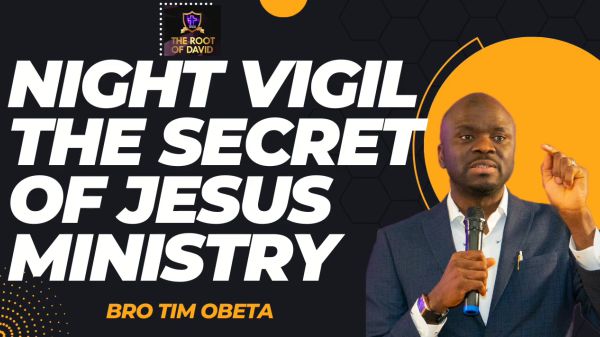 THE ROOT
OF DAVID
NIGHT VIGIL
THE SECRET
OF JESUS
MINISTRY
BRO TIM OBETA